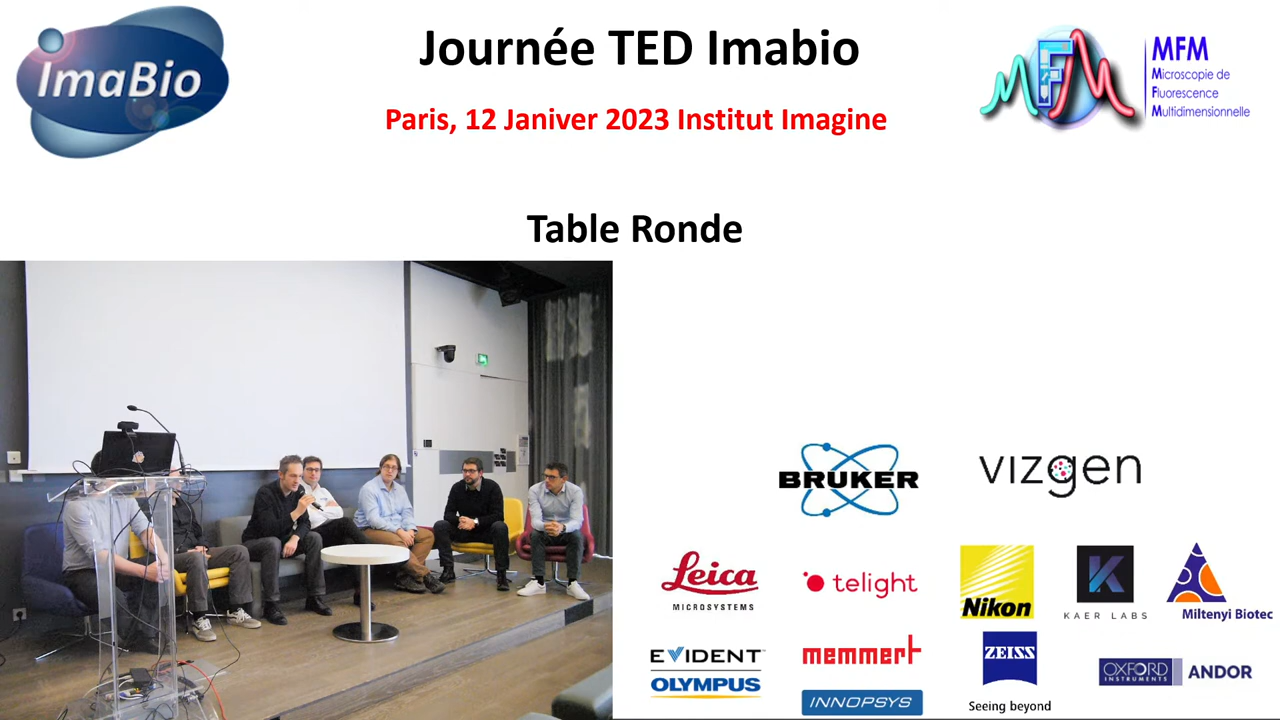 ImaBio
Journée TED Imabio
Paris, 12 Janiver 2023 Institut Imagine
MFM
Microscopie de
Fluorescence
Multidimensionnelle
Table Ronde
BRUKER
vizgen
Leica
MICROSYSTEMS
telight
Nikon
KAER LABS
Miltenyi Biotec
EVIDENT
OLYMPUS
memmert
INNOPSYS
ZEISS
Seeing beyond
OXFORD
INSTRUMENTS
ANDOR